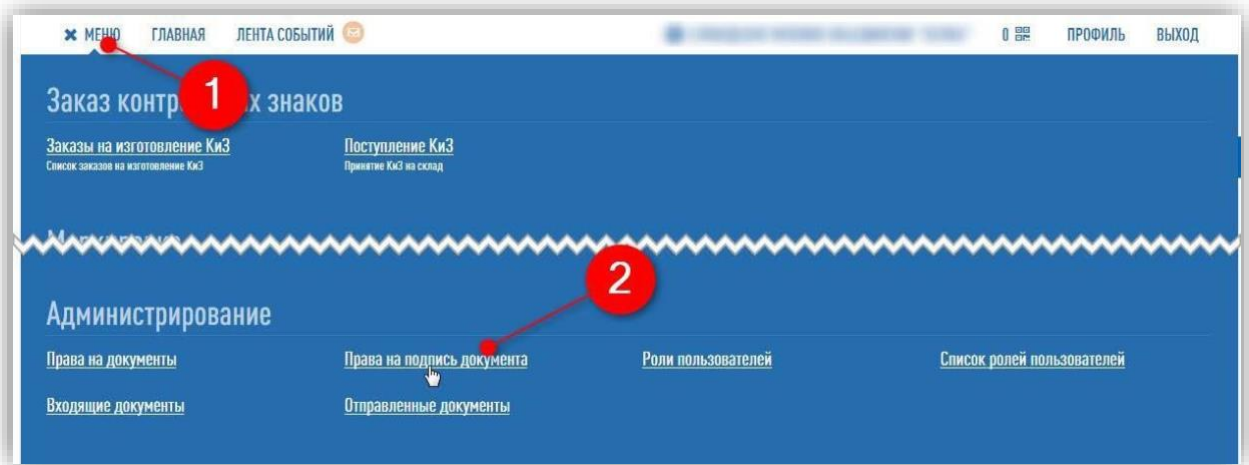 ✖ МЕНЮ ГЛАВНАЯ ЛЕНТА СОБЫТИЙ 0 ПРОФИЛЬ ВЫХОД
1
Заказ контр х знаков
Заказы на изготовление КиЗ Поступление КиЗ
Список заказов на изготовление КиЗ Принятие КиЗ на склад
2
Администрирование
Права на документы Права на подпись документа Роли пользователей Список ролей пользователей
Входящие документы Отправленные документы